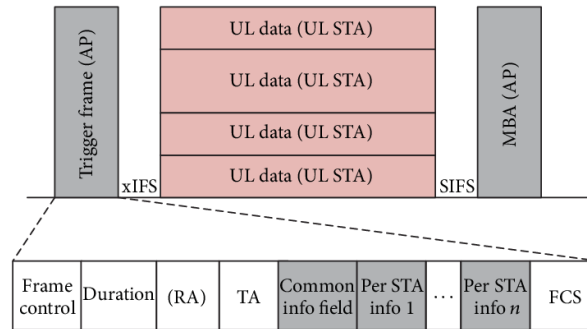 Trigger frame (AP)
xIFS
UL data (UL STA)
UL data (UL STA)
UL data (UL STA)
UL data (UL STA)
SIFS
MBA (AP)
Frame
control
Duration
(RA)
TA
Common
info field
Per STA
info 1
...
Per STA
info n
FCS